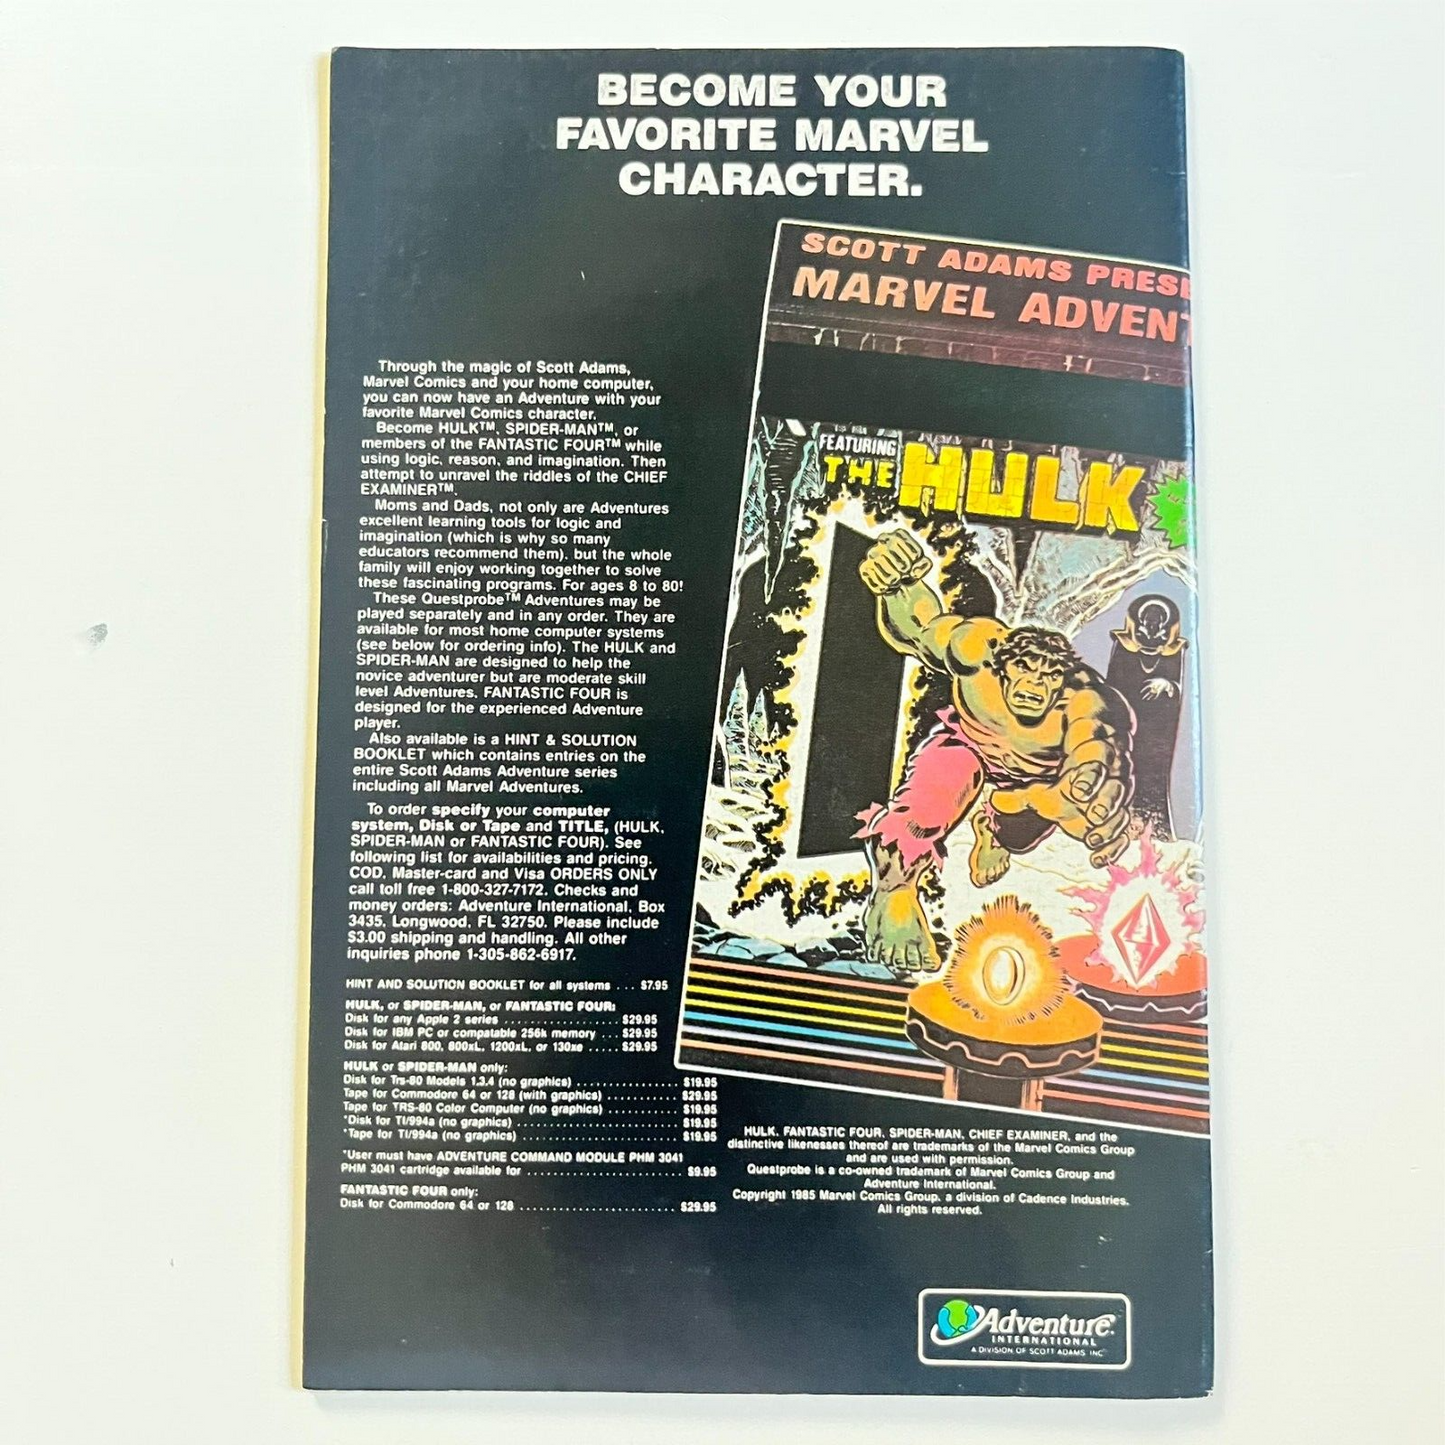 BECOME YOUR
FAVORITE MARVEL
CHARACTER.
SCOTT ADAMS PRESE
MARVEL ADVENT
FEATURING
THE HULK
Through the magic of Scott Adams,
Marvel Comics and your home computer,
you can now have an Adventure with your
favorite Marvel Comics character.
Become HULK™, SPIDER-MAN™, or
members of the FANTASTIC FOUR™ while
using logic, reason, and imagination. Then
attempt to unravel the riddles of the CHIEF
EXAMINER™.
Moms and Dads, not only are Adventures
excellent learning tools for logic and
imagination (which is why so many
educators recommend them), but the whole
family will enjoy working together to solve
these fascinating programs. For ages 8 to 80!
These Questprobe™ Adventures may be
played separately and in any order. They are
available for most home computer systems
(see below for ordering info). The HULK and
SPIDER-MAN are designed to help the
novice adventurer but are moderate skill
level Adventures. FANTASTIC FOUR is
designed for the experienced Adventure
player.
Also available is a HINT & SOLUTION
BOOKLET which contains entries on the
entire Scott Adams Adventure series
including all Marvel Adventures.
To order specify your computer
system, Disk or Tape and TITLE, (HULK,
SPIDER-MAN or FANTASTIC FOUR). See
following list for availabilities and pricing.
COD, Master-card and Visa ORDERS ONLY
call toll free 1-800-327-7172. Checks and
money orders: Adventure International, Box
3435, Longwood, FL 32750. Please include
$3.00 shipping and handling. All other
inquiries phone 1-305-862-6917.
HINT AND SOLUTION BOOKLET for all systems ... $7.95
HULK, or SPIDER-MAN, or FANTASTIC FOUR:
Disk for any Apple 2 series .................. $29.95
Disk for IBM PC or compatable 256k memory ... $29.95
Disk for Atari 800, 800xL, 1200xL, or 130xe ..... $29.95
HULK or SPIDER-MAN only:
Disk for Trs-80 Models 1,3,4 (no graphics) ................ $19.95
Tape for Commodore 64 or 128 (with graphics) ........... $29.95
Tape for TRS-80 Color Computer (no graphics) ........... $19.95
*Disk for TI/994a (no graphics) ......................... $19.95
*Tape for TI/994a (no graphics) ......................... $19.95
*User must have ADVENTURE COMMAND MODULE PHM 3041
PHM 3041 cartridge available for ......................... $9.95
FANTASTIC FOUR only:
Disk for Commodore 64 or 128 ......................... $29.95
HULK, FANTASTIC FOUR, SPIDER-MAN, CHIEF EXAMINER, and the
distinctive likenesses thereof are trademarks of the Marvel Comics Group
and are used with permission.
Questprobe is a co-owned trademark of Marvel Comics Group and
Adventure International.
Copyright 1985 Marvel Comics Group, a division of Cadence Industries.
All rights reserved.
Adventure
INTERNATIONAL
A DIVISION OF SCOTT ADAMS, INC.